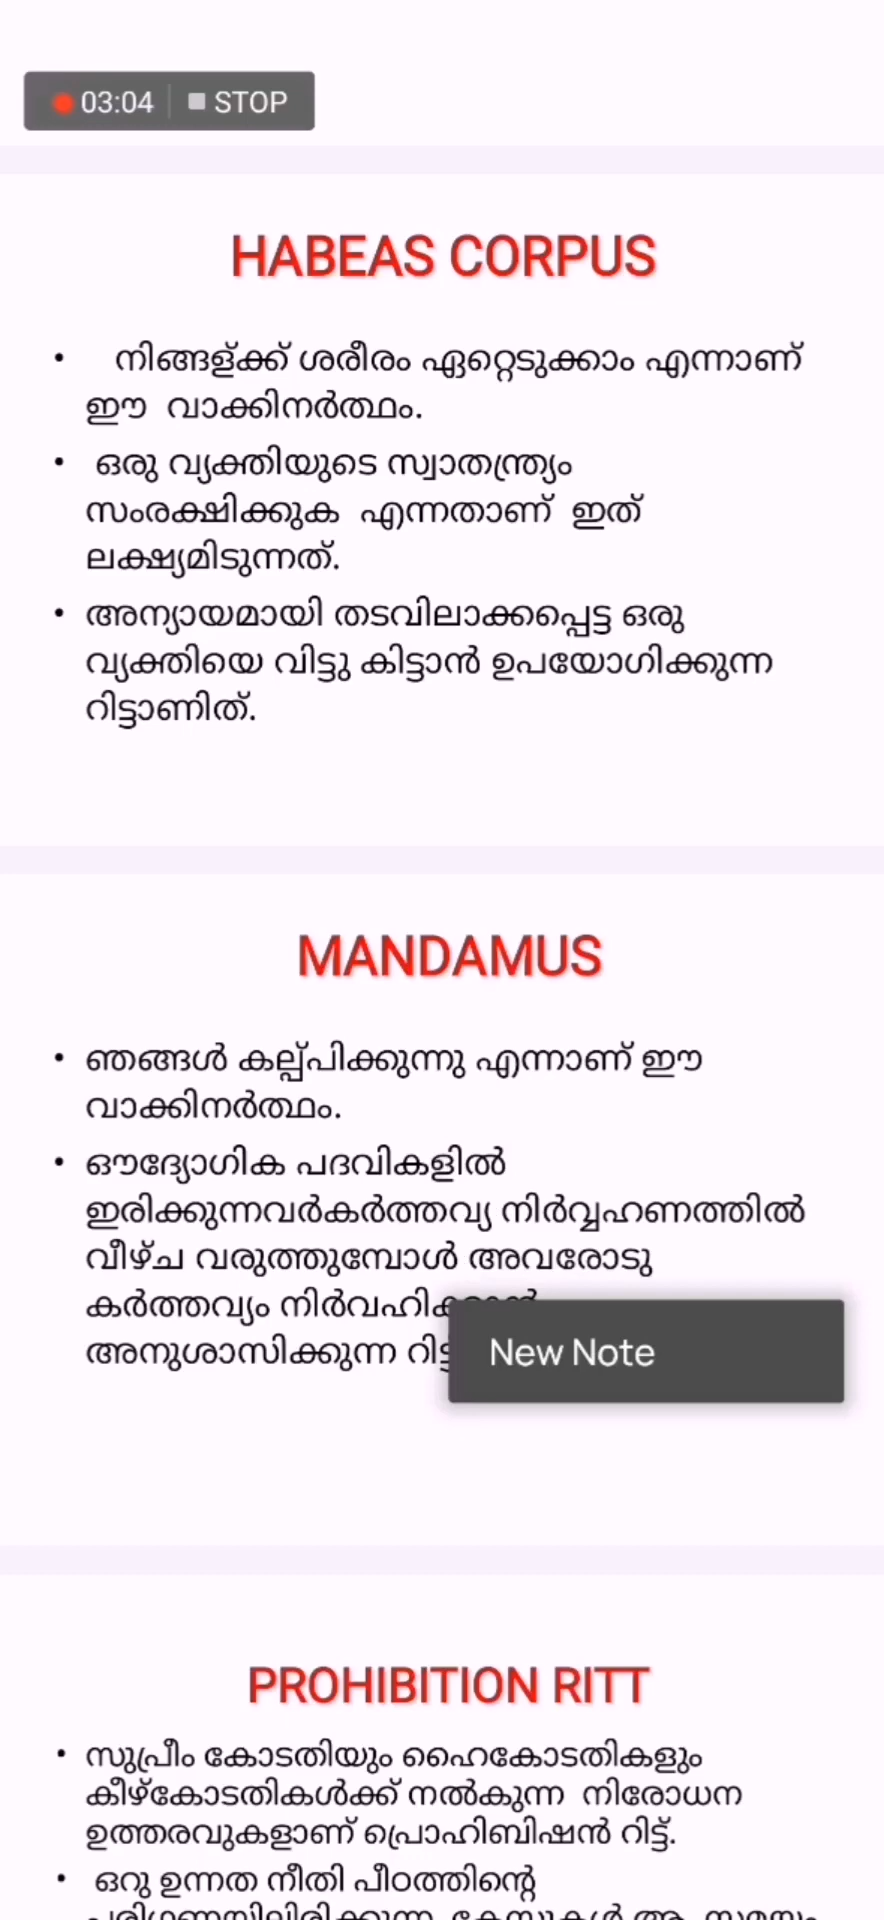 03:04 STOP
HABEAS CORPUS
• നിങ്ങള്ക്ക് ശരീരം ഏറ്റെടുക്കാം എന്നാണ്
ഈ വാക്കിനർത്ഥം.
• ഒരു വ്യക്തിയുടെ സ്വാതന്ത്ര്യം
സംരക്ഷിക്കുക എന്നതാണ് ഇത്
ലക്ഷ്യമിടുന്നത്.
• അന്യായമായി തടവിലാക്കപ്പെട്ട ഒരു
വ്യക്തിയെ വിട്ടു കിട്ടാൻ ഉപയോഗിക്കുന്ന
റിട്ടാണിത്.
MANDAMUS
• ഞങ്ങൾ കല്പ്പിക്കുന്നു എന്നാണ് ഈ
വാക്കിനർത്ഥം.
• ഔദ്യോഗിക പദവികളിൽ
ഇരിക്കുന്നവർകർത്തവ്യ നിർവ്വഹണത്തിൽ
വീഴ്ച വരുത്തുമ്പോൾ അവരോടു
കർത്തവ്യം
അനുശാസിക്കുന്ന
New Note
PROHIBITION RITT
• സുപ്രീം കോടതിയും ഹൈകോടതികളും
കീഴ്കോടതികൾക്ക് നൽകുന്ന നിരോധന
ഉത്തരവുകളാണ് പ്രൊഹിബിഷൻ റിട്ട്.
• ഒറു ഉന്നത നീതി പീഠത്തിന്റെ